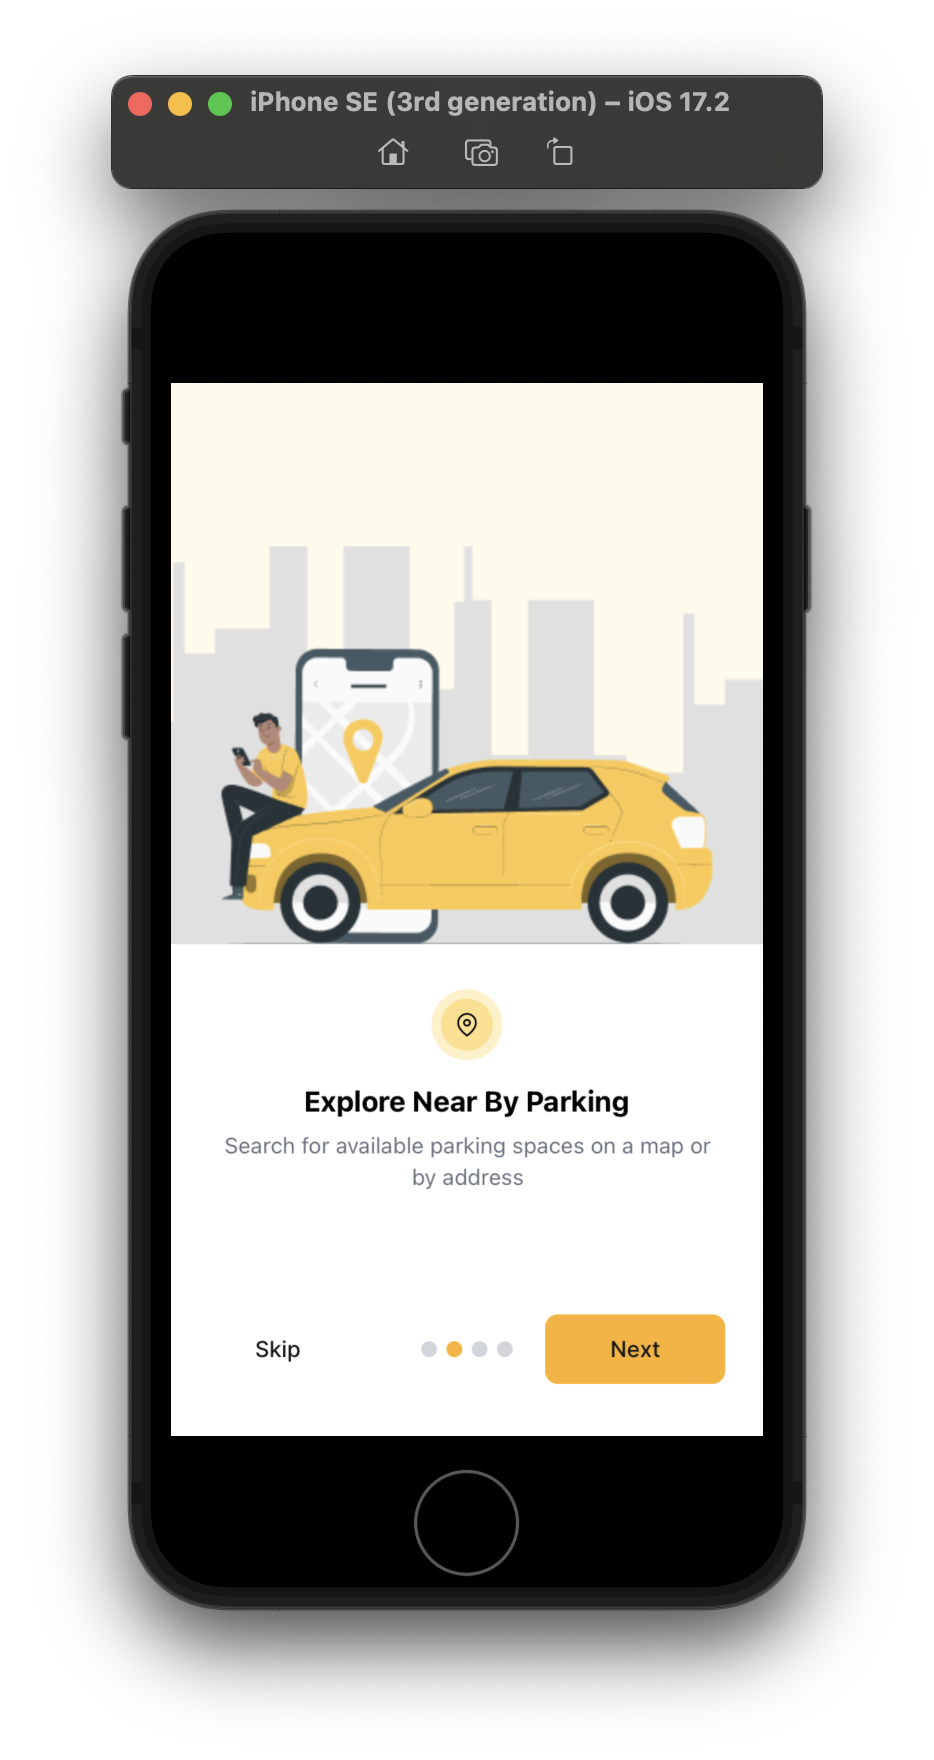 iPhone SE (3rd generation) – iOS 17.2
Explore Near By Parking
Search for available parking spaces on a map or
by address
Skip
Next